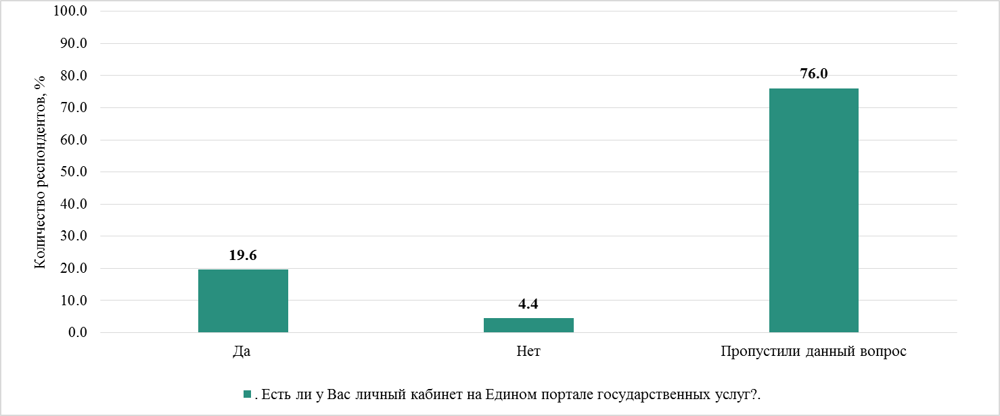 100.0
90.0
80.0
70.0
60.0
50.0
40.0
30.0
20.0
10.0
0.0
Количество респондентов, %
19.6
4.4
76.0
Да
Нет
Пропустили данный вопрос
. Есть ли у Вас личный кабинет на Едином портале государственных услуг?.